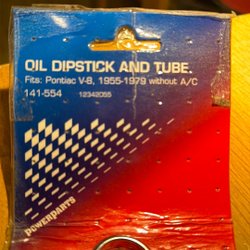 OIL DIPSTICK AND TUBE.
Fits: Pontiac V-8, 1955-1979 without A/C
141-554 12342055
POWERPARTS